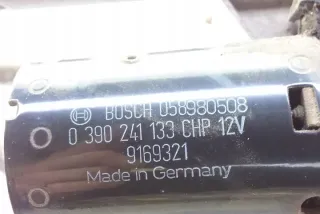 BOSCH 058980508
0 390 241 133 CHP 12V
9169321
Made in Germany